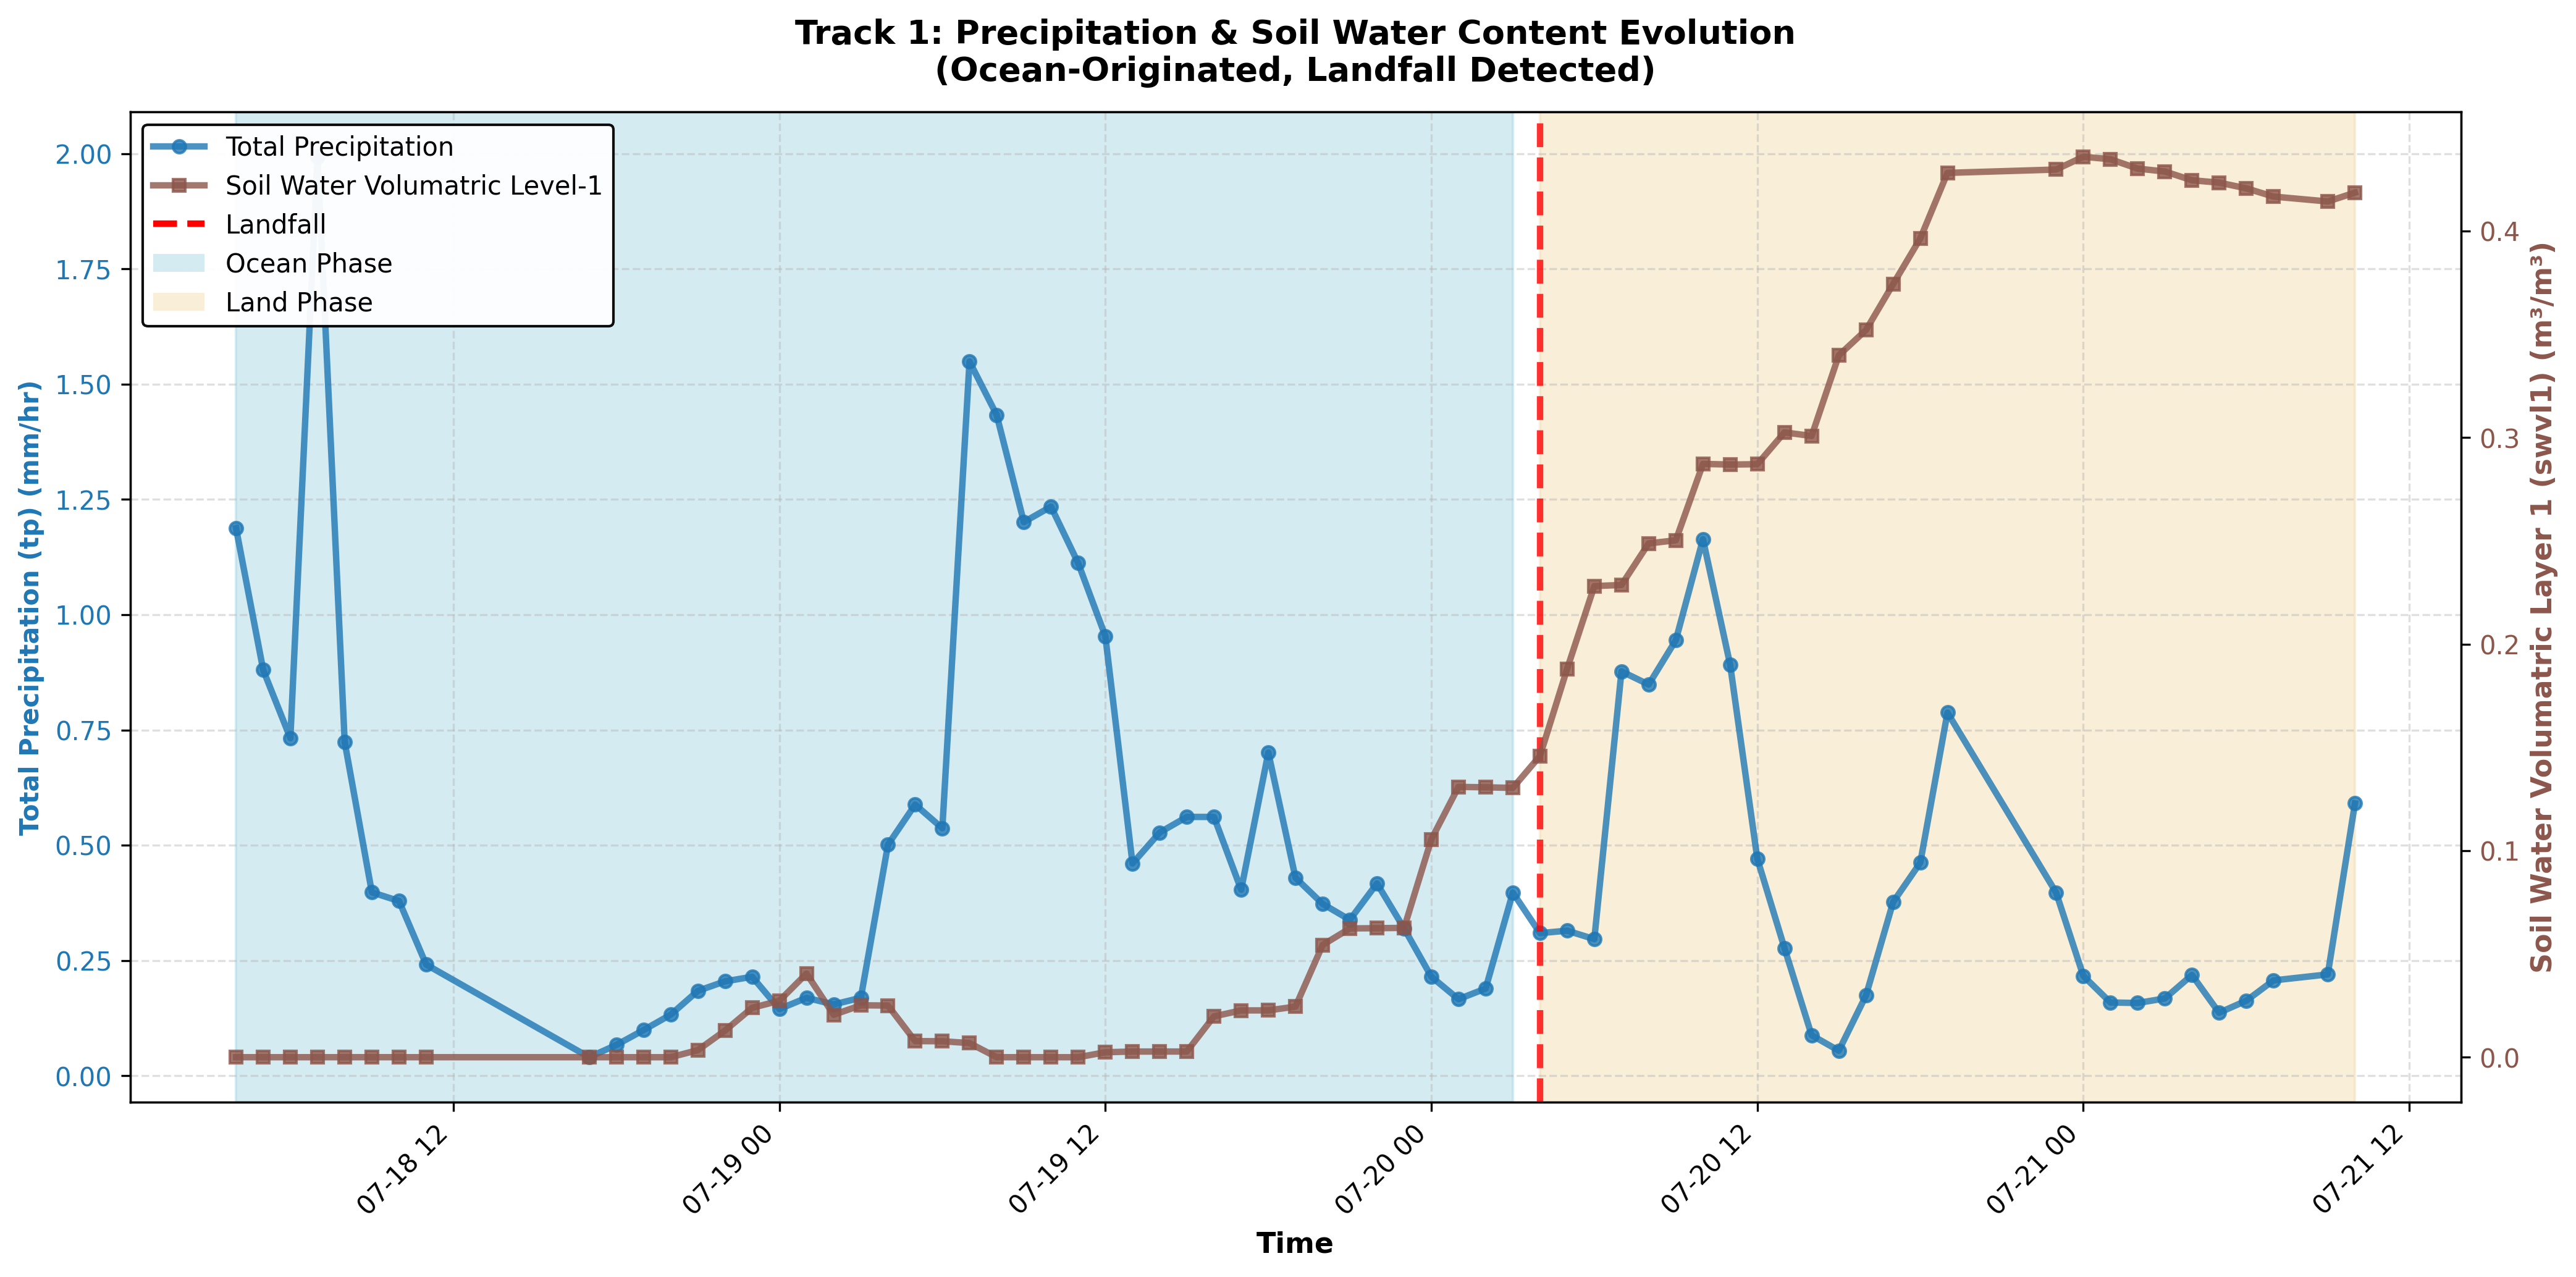 Track 1: Precipitation & Soil Water Content Evolution
(Ocean-Originated, Landfall Detected)
Total Precipitation
Soil Water Volumatric Level-1
Landfall
Ocean Phase
Land Phase
Total Precipitation (tp) (mm/hr)
2.00
1.75
1.50
1.25
1.00
0.75
0.50
0.25
0.00
0.4
0.3
0.2
0.1
0.0
Soil Water Volumatric Layer 1 (swvl1) (m³/m³)
07-18 12
07-19 00
07-19 12
07-20 00
07-20 12
07-21 00
07-21 12
Time